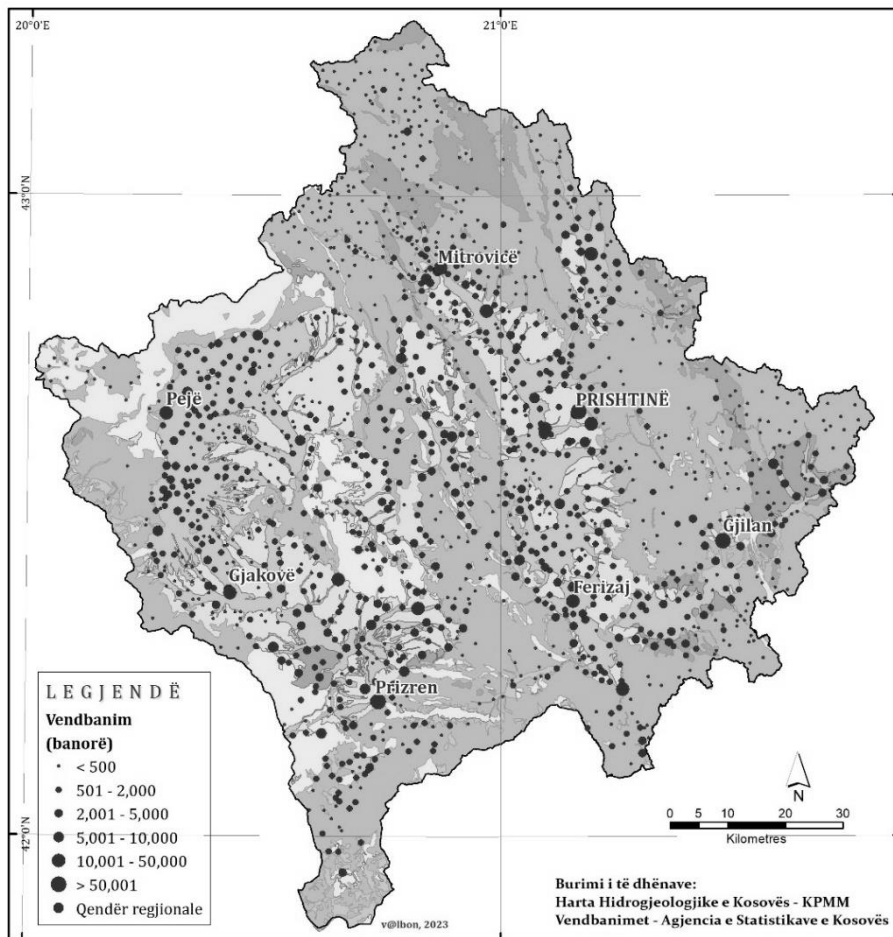 20°0'E
21°0'E
43°0'N
Mitrovicë
Pejë
PRISHTINË
Gjilan
Gjakovë
Ferizaj
Prizren
LEGJENDË
Vendbanim
(banorë)
< 500
501 - 2,000
2,001 - 5,000
5,001 - 10,000
10,001 - 50,000
> 50,001
Qendër regjionale
42°0'N
N
0 5 10 20 30
Kilometres
v@lbon, 2023
Burimi i të dhënave:
Harta Hidrogjeologjike e Kosovës - KPMM
Vendbanimet - Agjencia e Statistikave e Kosovës